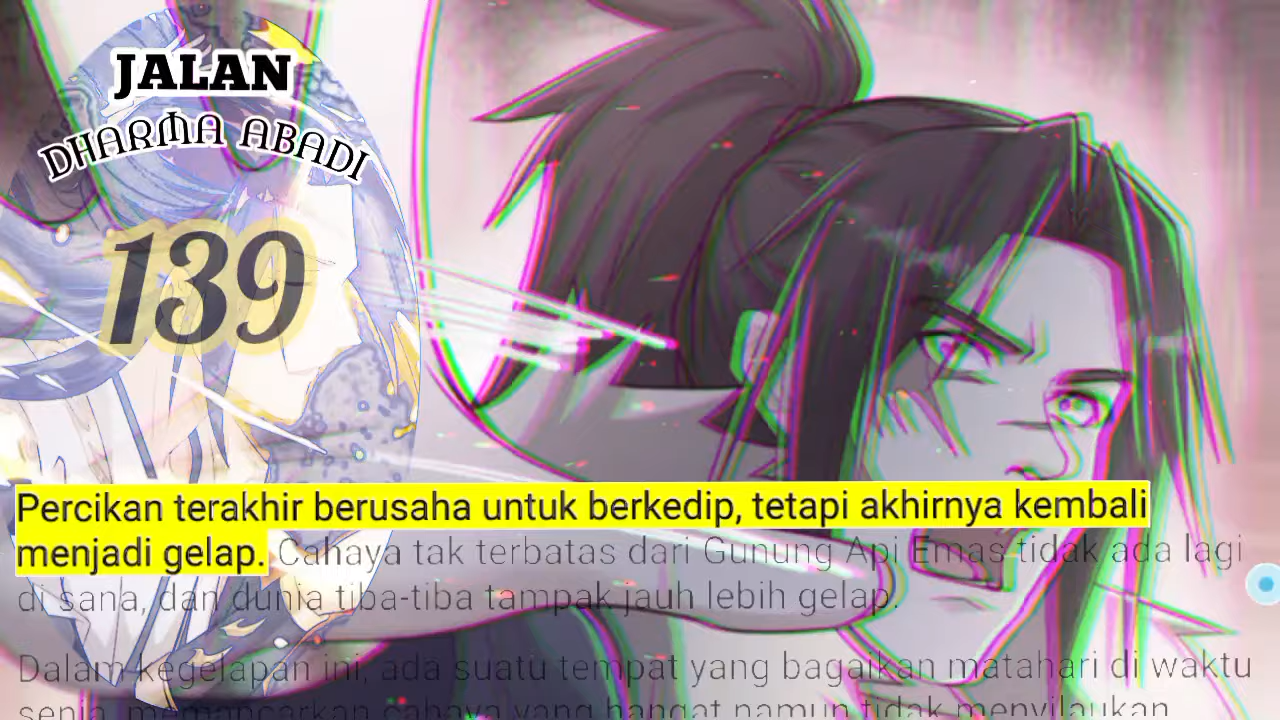 JALAN
DHARMA ABADI
139
Percikan terakhir berusaha untuk berkedip, tetapi akhirnya kembali
menjadi gelap. Cahaya tak terbatas dari Gunung Api Emas tidak ada lagi
di sana, dan dunia tiba-tiba tampak jauh lebih gelap.
Dalam kegelapan ini, ada suatu tempat yang bagaikan matahari di waktu
senja, memancarkan cahaya yang hangat namun tidak menyilaukan